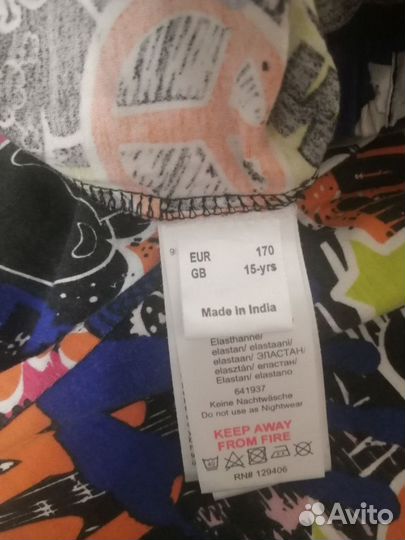 EUR 170
GB 15-yrs
Made in India
Elasthanne/
elastan/ elastaani/
elastaan/ ЭЛАСТАН/
elasztán/ еластан/
Elastan/ elastano
641937
Keine Nachtwäsche
Do not use as Nightwear
KEEP AWAY
FROM FIRE
RN# 129406
Avito